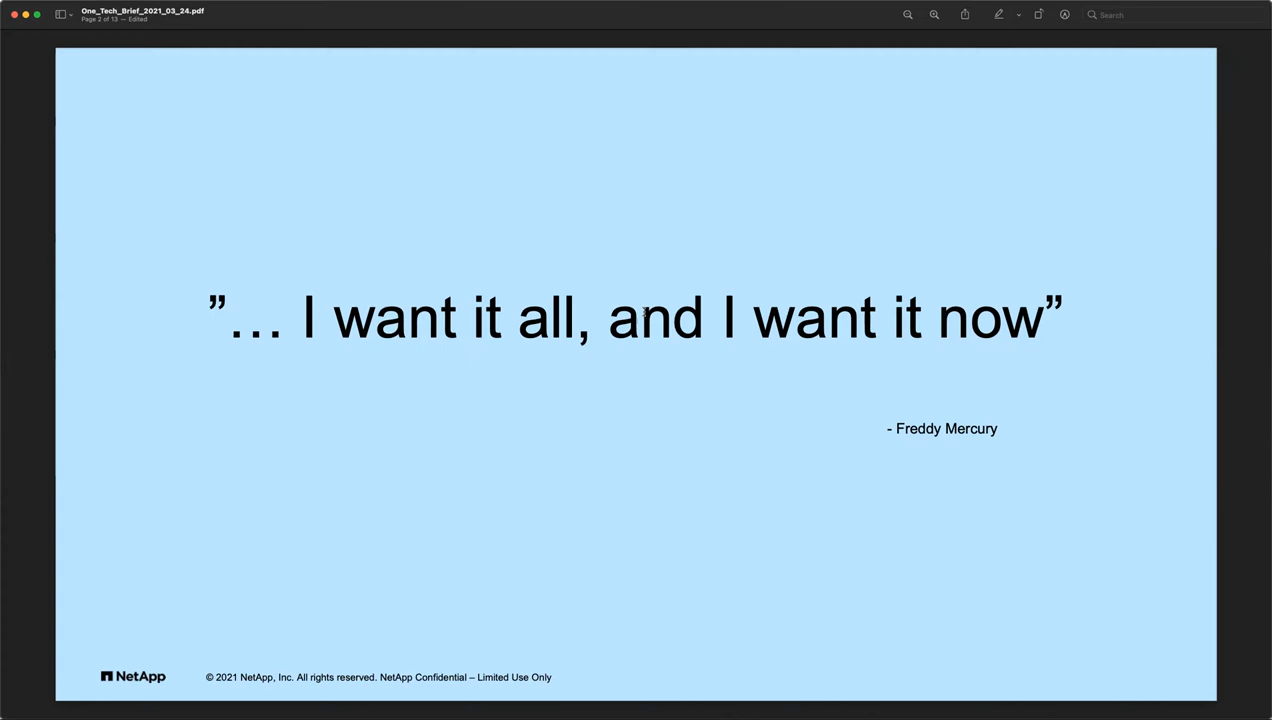 One_Tech_Brief_2021_03_24.pdf
Page 2 of 13 — Edited
Search
”… I want it all, and I want it now”
- Freddy Mercury
NetApp
© 2021 NetApp, Inc. All rights reserved. NetApp Confidential – Limited Use Only